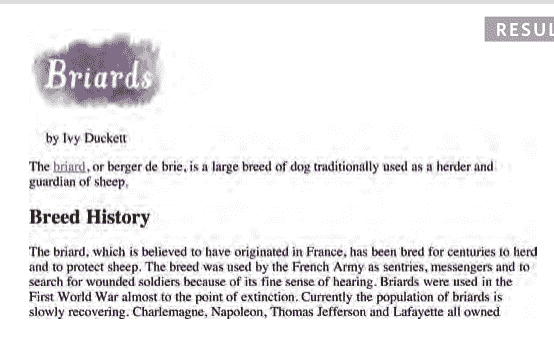 RESUL
Briards
by Ivy Duckett
The briard, or berger de brie, is a large breed of dog traditionally used as a herder and
guardian of sheep.
Breed History
The briard, which is believed to have originated in France, has been bred for centuries to herd
and to protect sheep. The breed was used by the French Army as sentries, messengers and to
search for wounded soldiers because of its fine sense of hearing. Briards were used in the
First World War almost to the point of extinction. Currently the population of briards is
slowly recovering. Charlemagne, Napoleon, Thomas Jefferson and Lafayette all owned